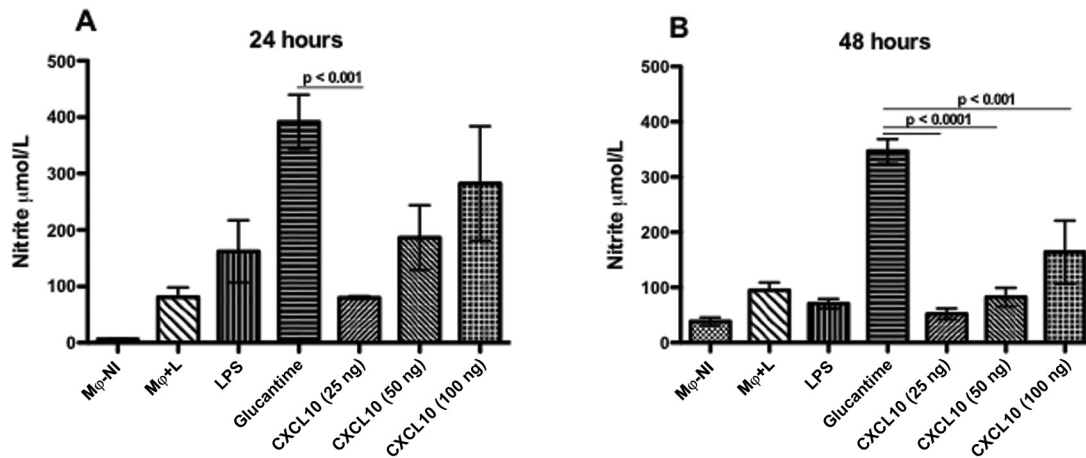 A
24 hours
Nitrite μmol/L
500
400
300
200
100
0
p < 0.001
Mφ-NI
Mφ+L
LPS
Glucantime
CXCL10 (25 ng)
CXCL10 (50 ng)
CXCL10 (100 ng)
B
48 hours
Nitrite μmol/L
500
400
300
200
100
0
p < 0.001
p < 0.0001
Mφ-NI
Mφ+L
LPS
Glucantime
CXCL10 (25 ng)
CXCL10 (50 ng)
CXCL10 (100 ng)